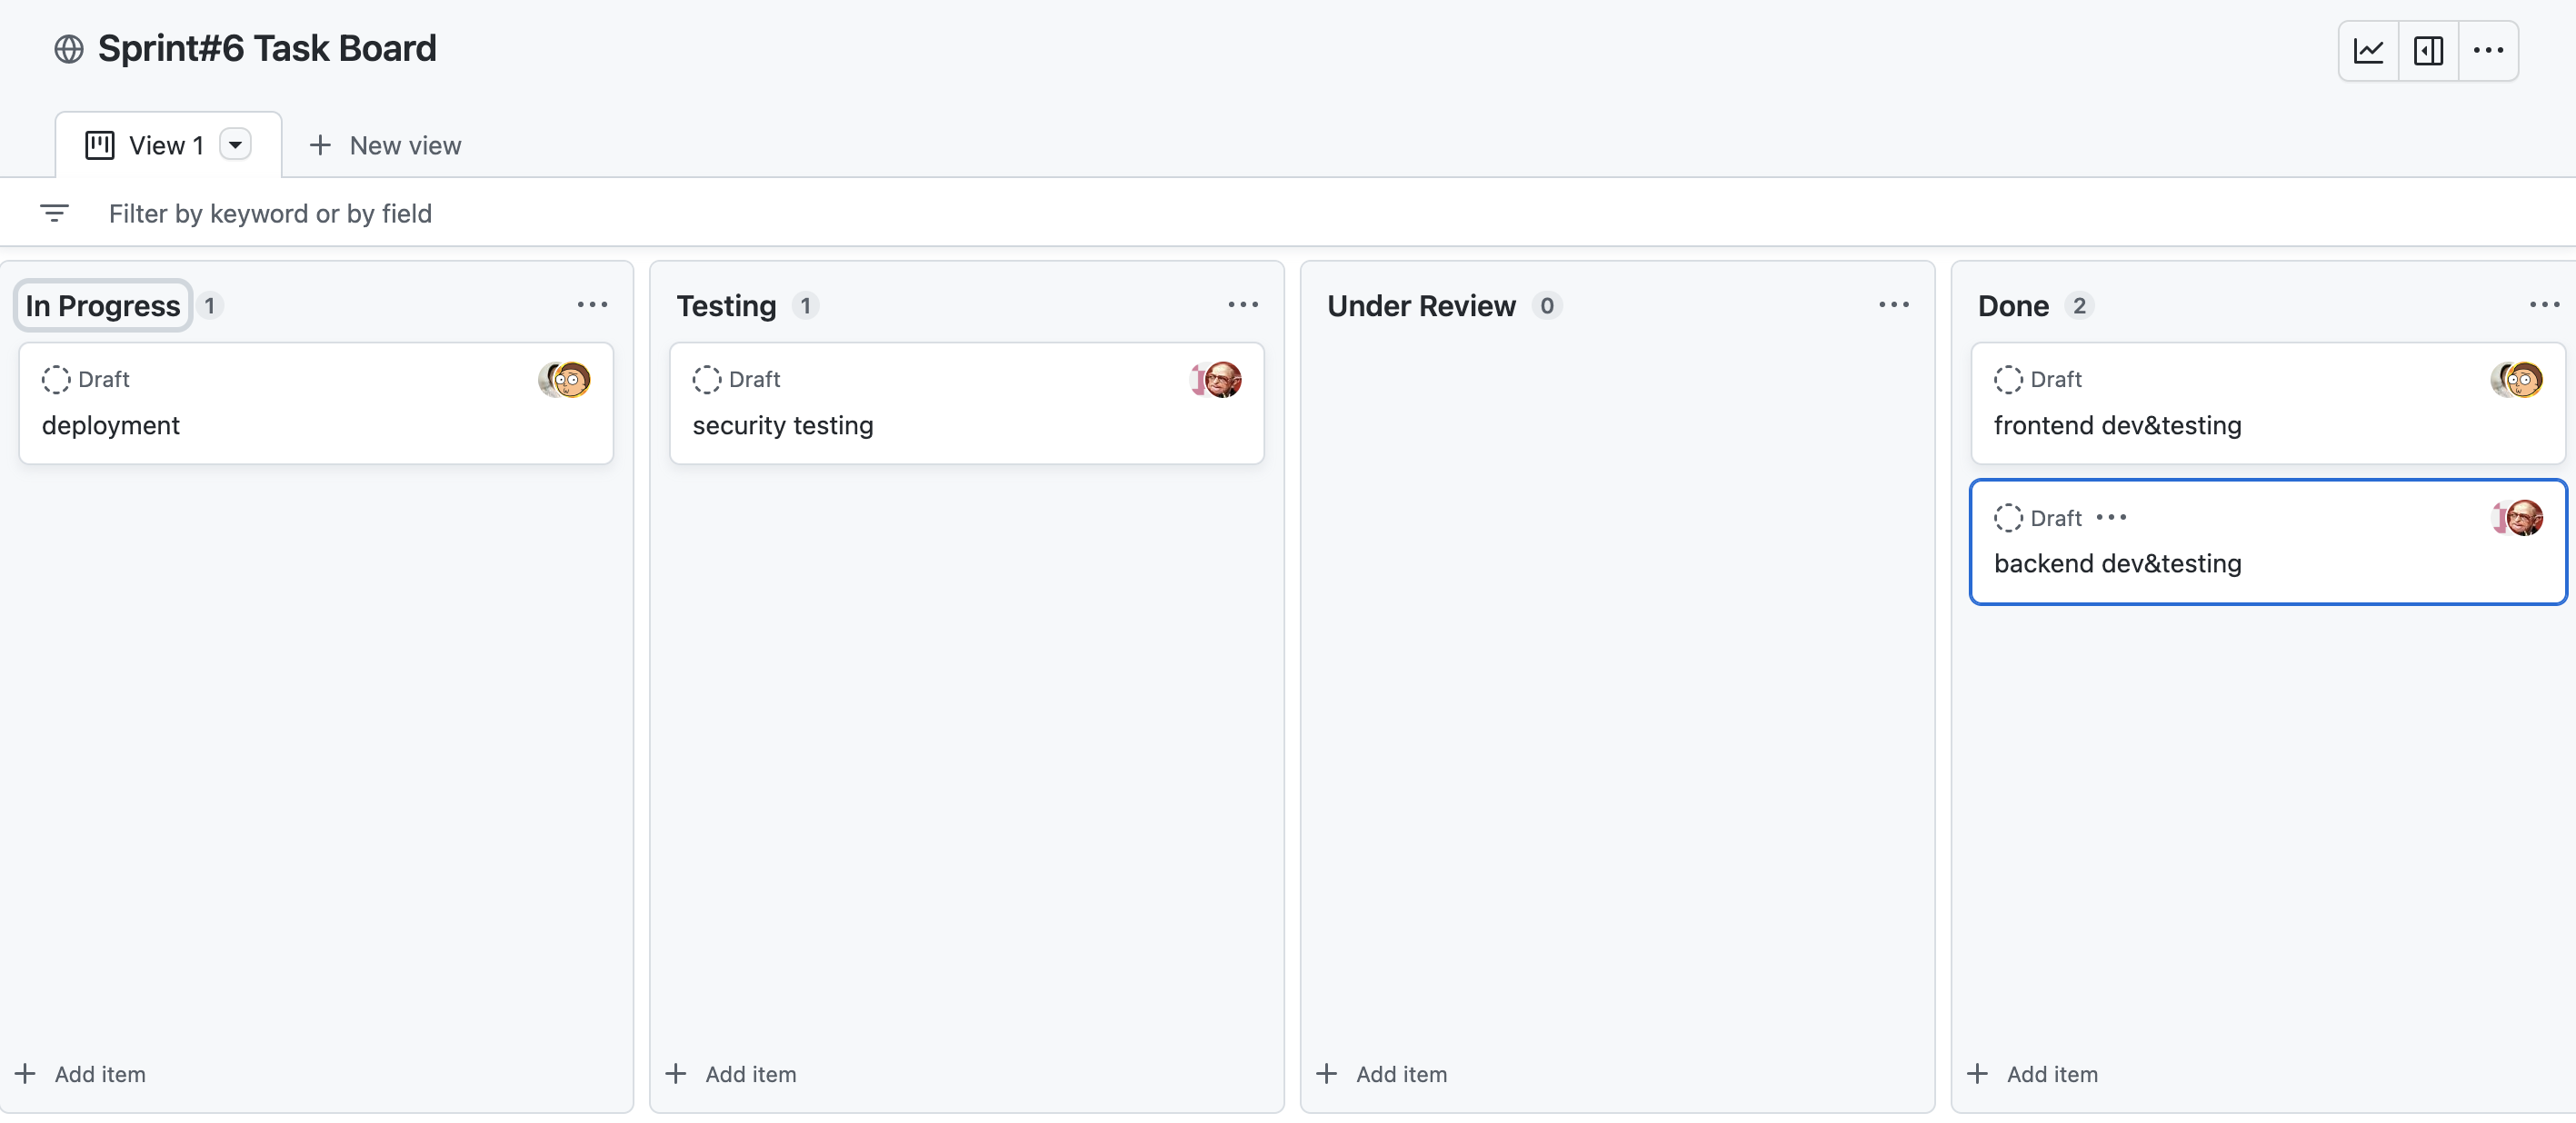 Sprint#6 Task Board
View 1
New view
Filter by keyword or by field
In Progress 1
Draft
deployment
Add item
Testing 1
Draft
security testing
Add item
Under Review 0
Add item
Done 2
Draft
frontend dev&testing
Draft
backend dev&testing
Add item